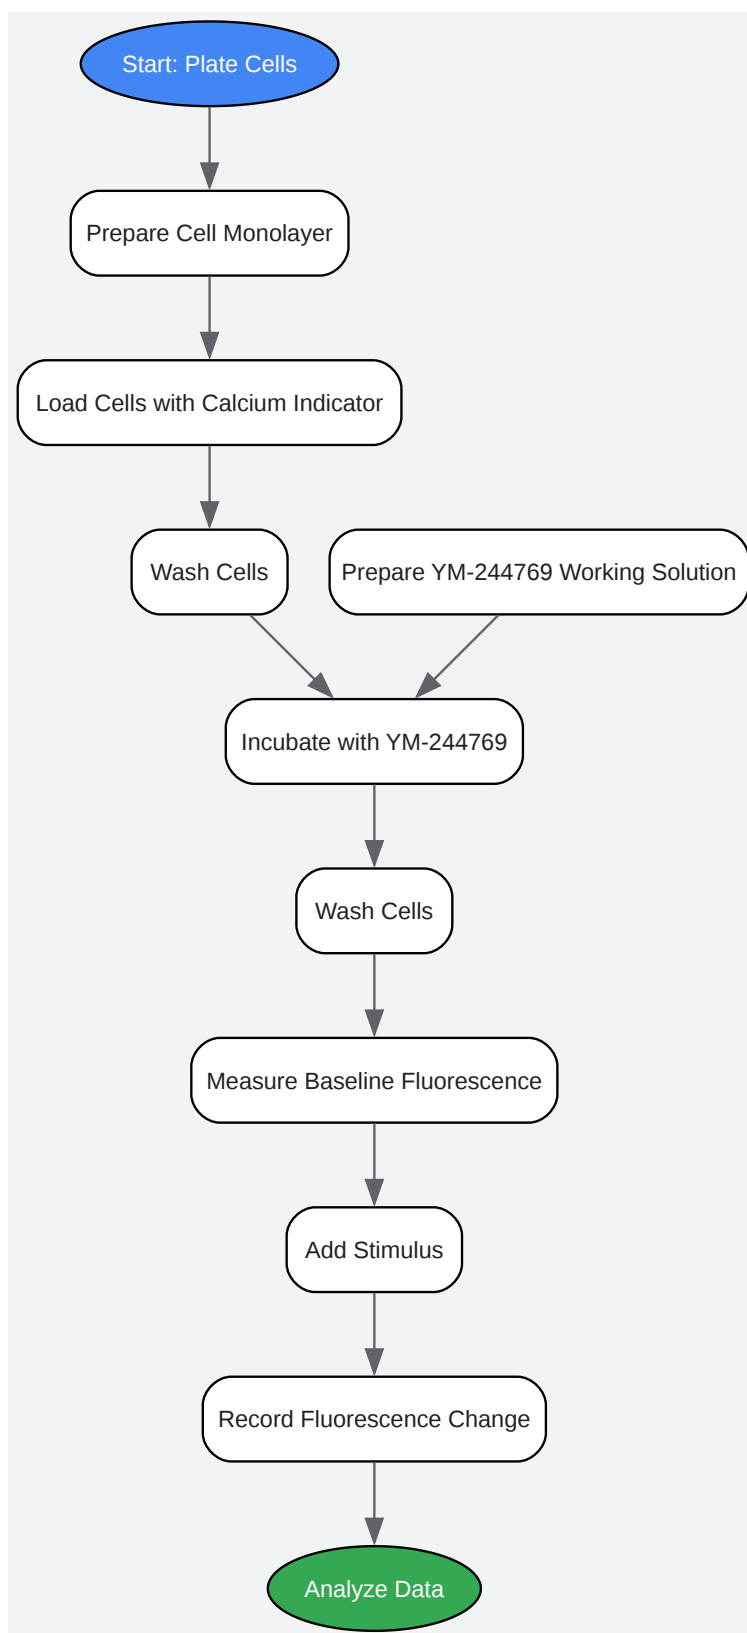 Start: Plate Cells
Prepare Cell Monolayer
Load Cells with Calcium Indicator
Wash Cells
Prepare YM-244769 Working Solution
Incubate with YM-244769
Wash Cells
Measure Baseline Fluorescence
Add Stimulus
Record Fluorescence Change
Analyze Data